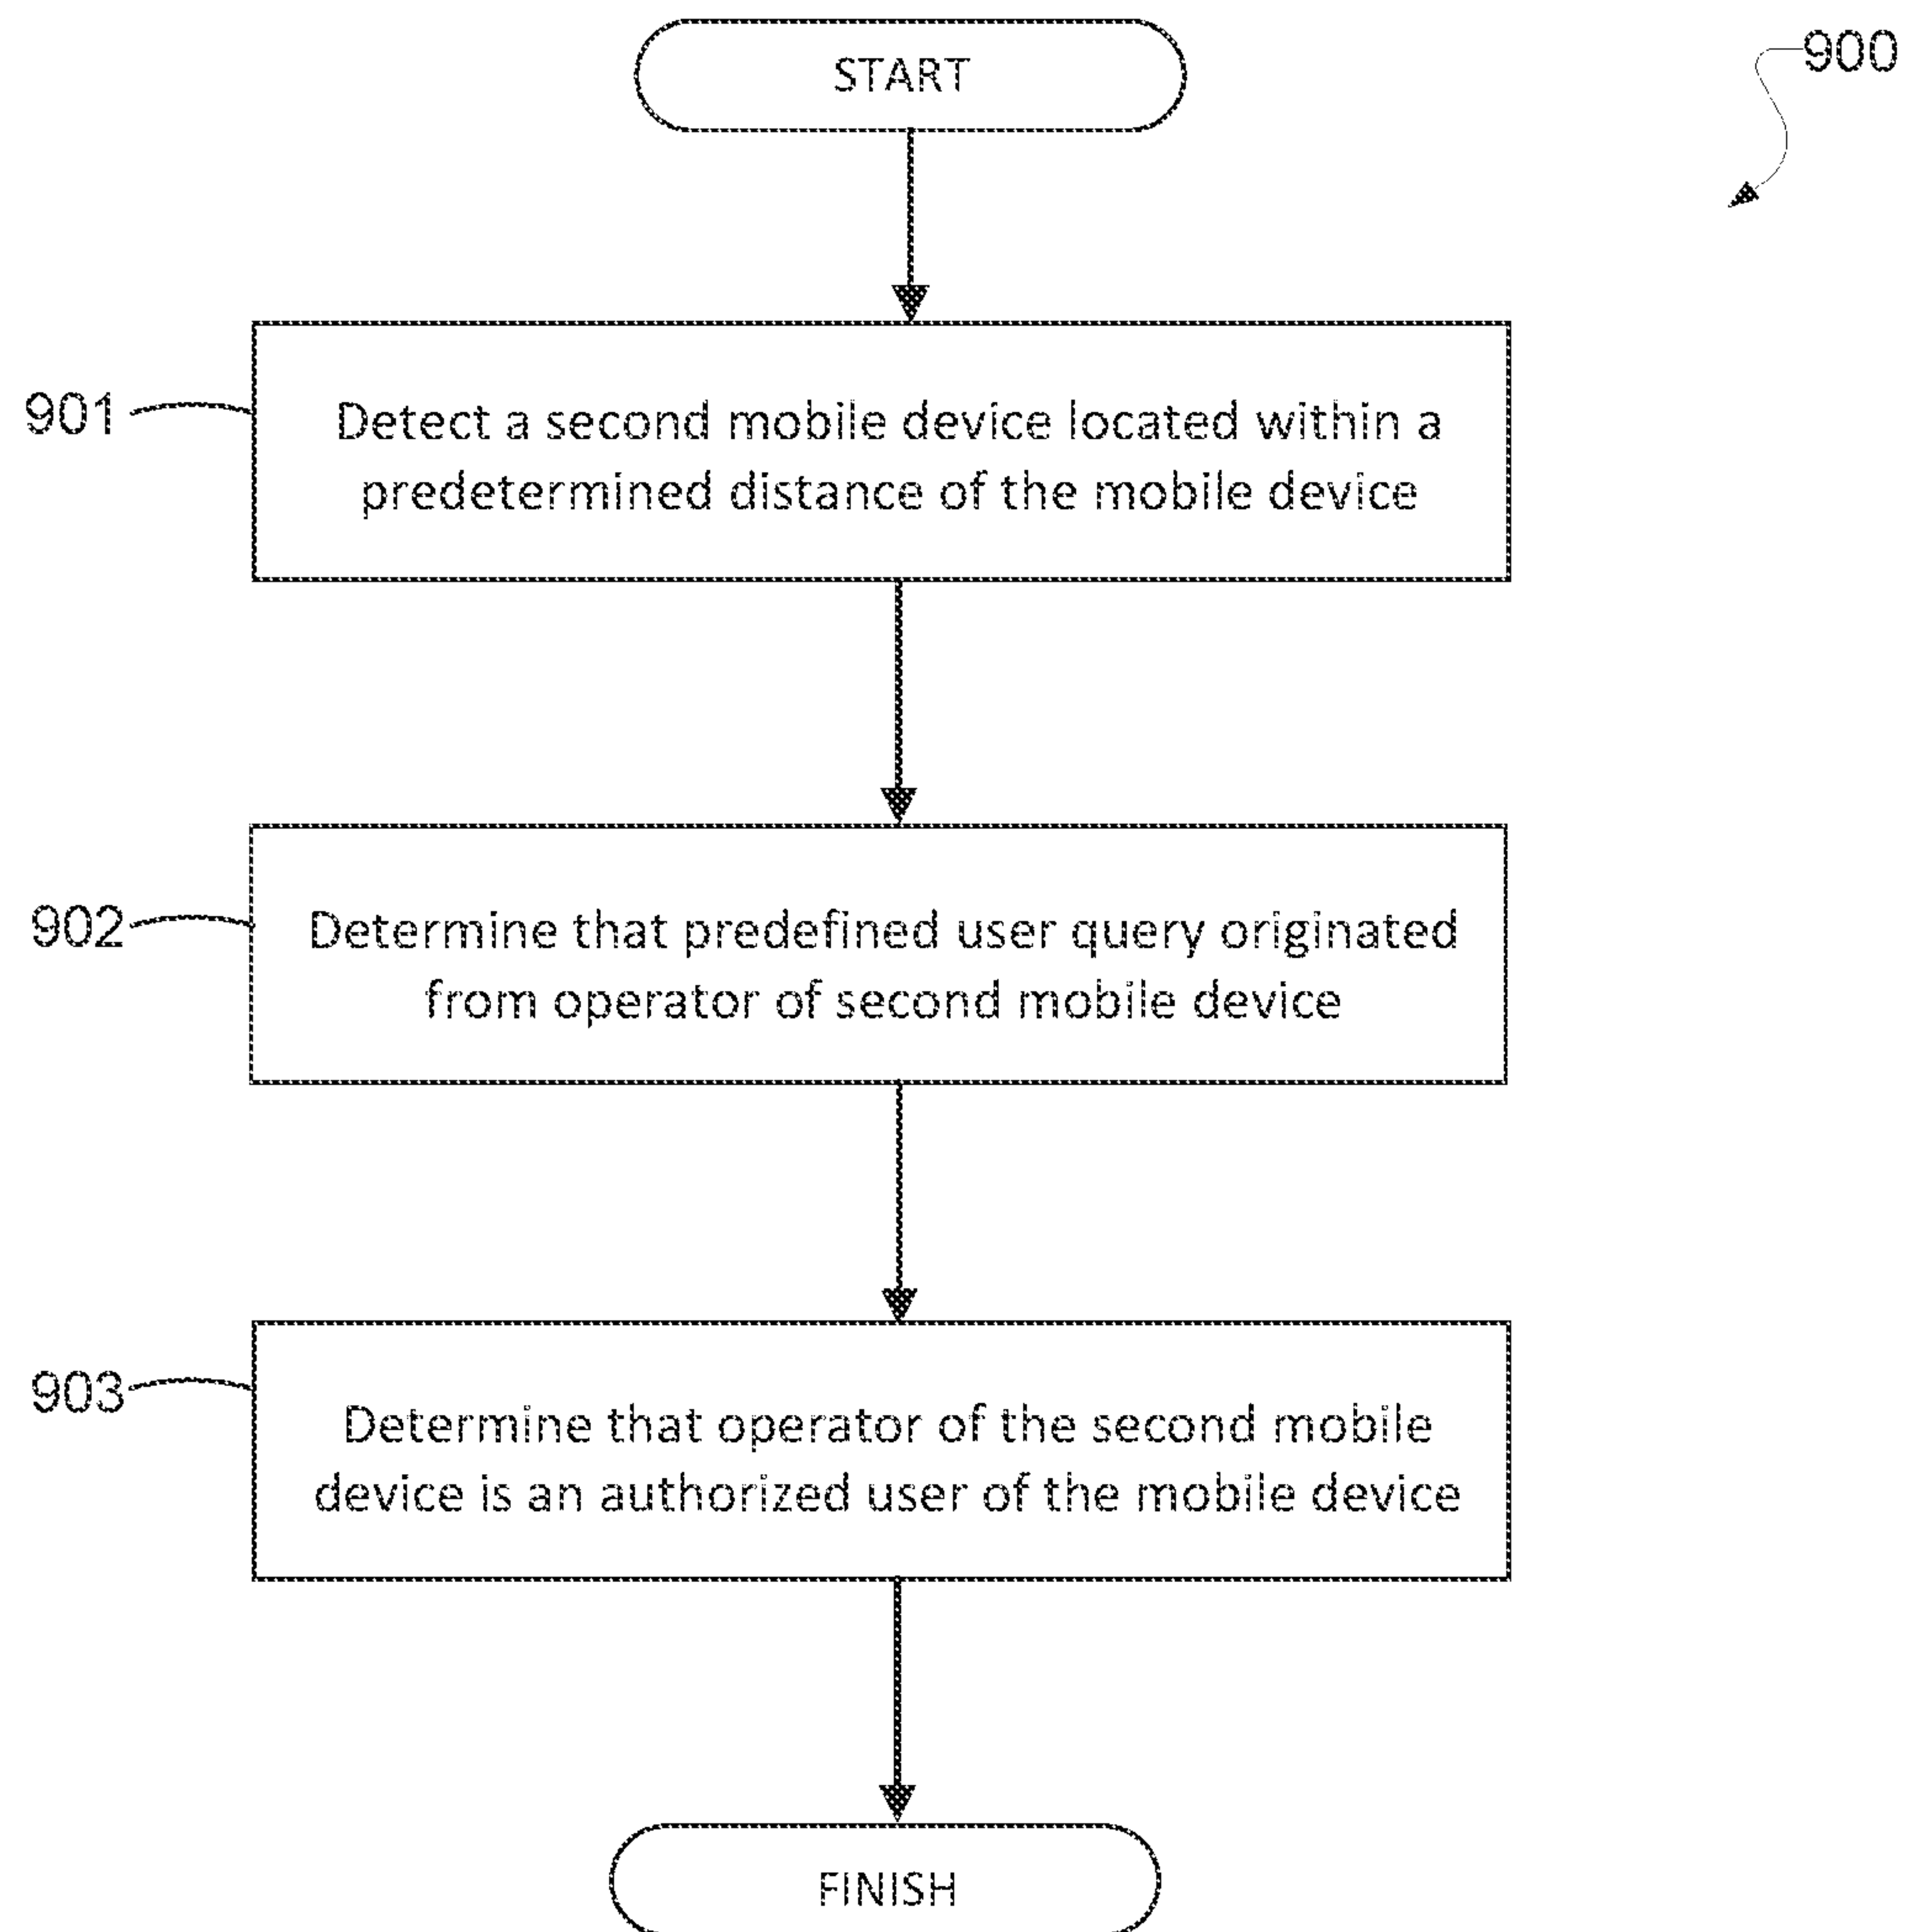 START
900
901
Detect a second mobile device located within a
predetermined distance of the mobile device
902
Determine that predefined user query originated
from operator of second mobile device
903
Determine that operator of the second mobile
device is an authorized user of the mobile device
FINISH